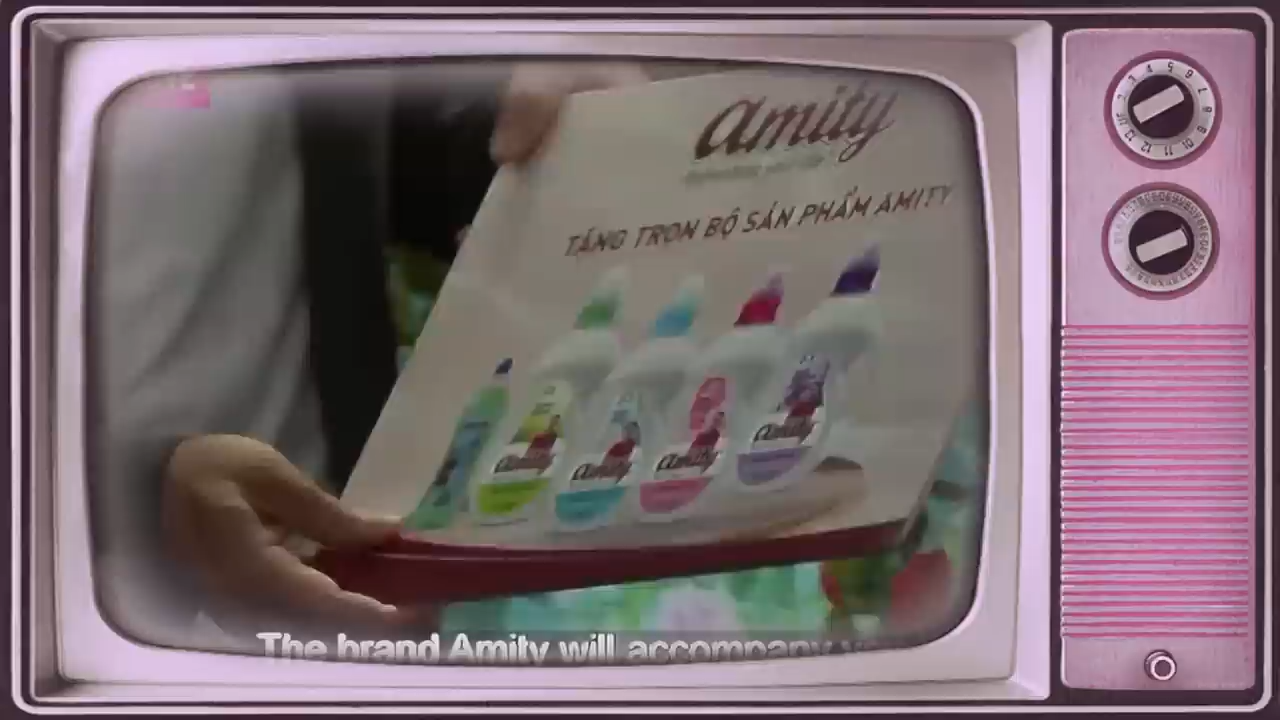 amity
TẶNG TRỌN BỘ SẢN PHẨM AMITY
amity
amity
amity
amity
The brand Amity will accompany